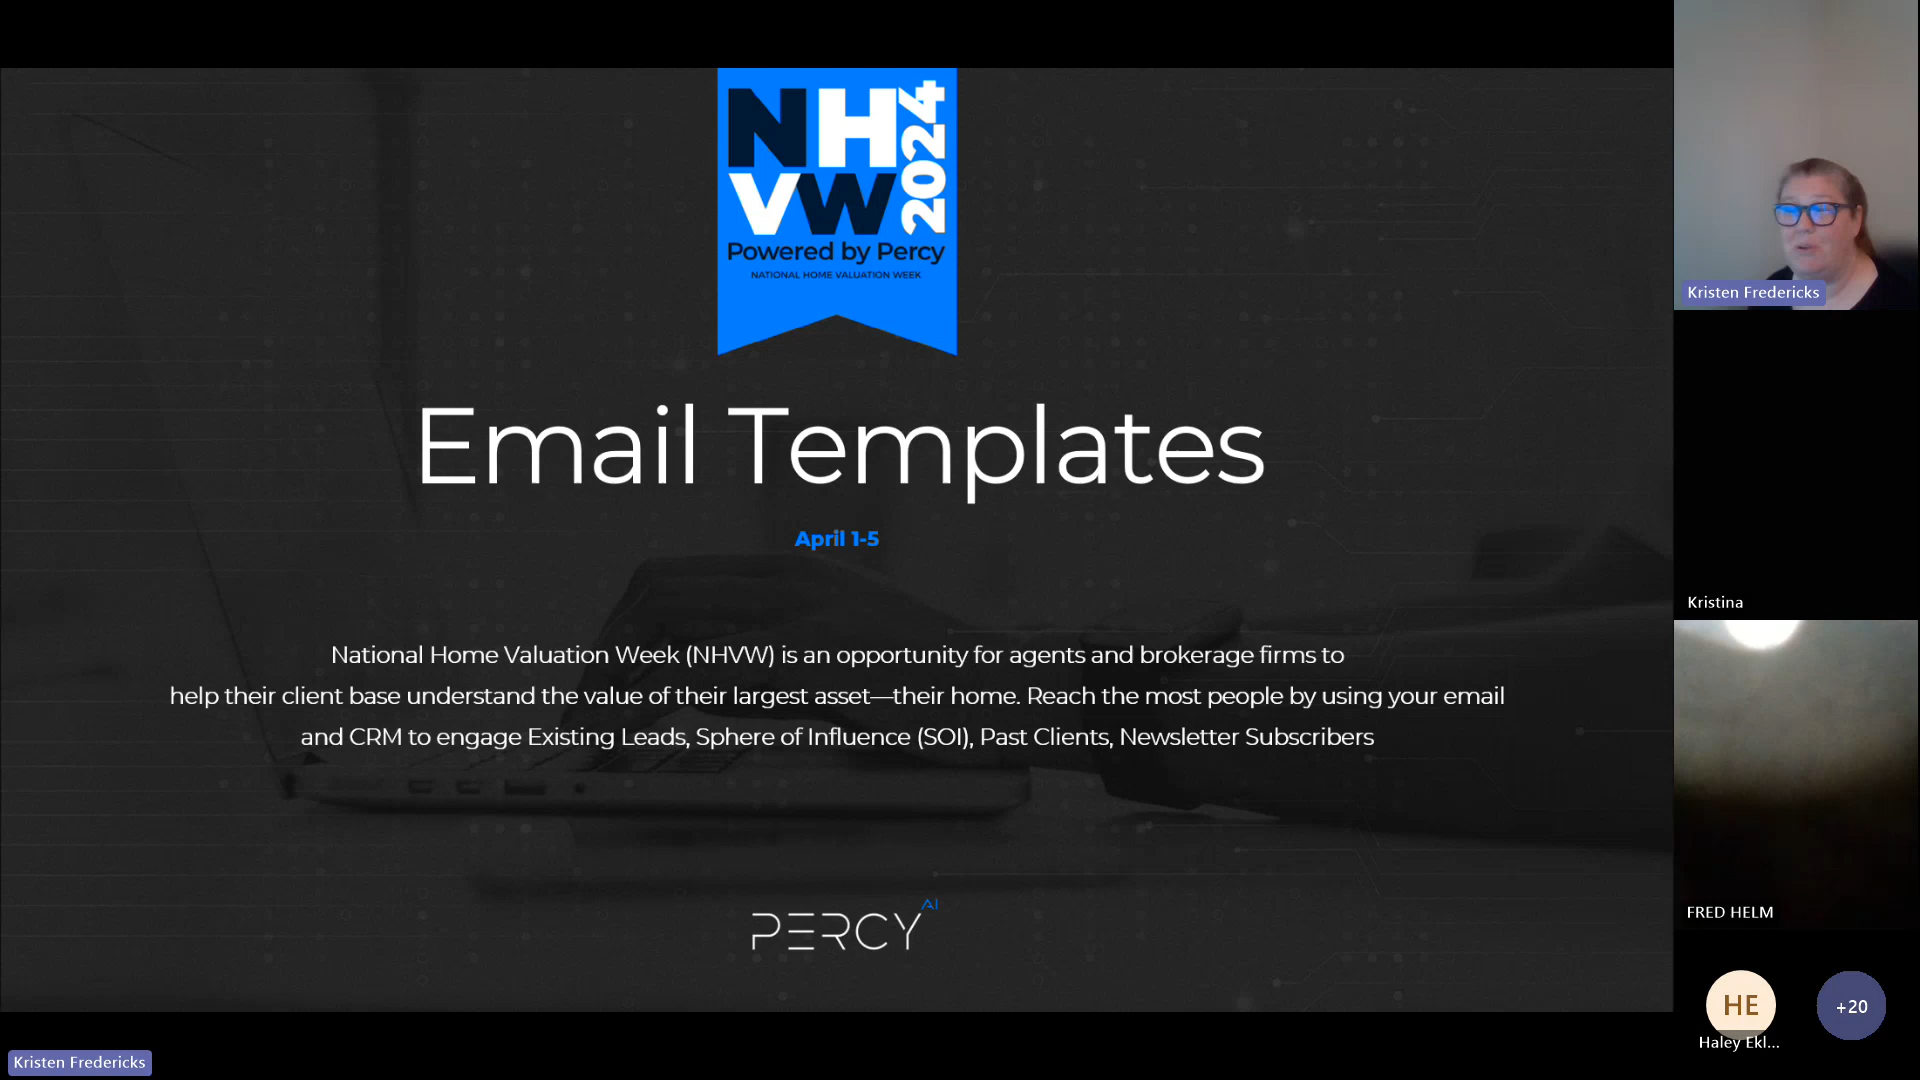 NH
VW
2024
Powered by Percy
NATIONAL HOME VALUATION WEEK
Email Templates
April 1-5
National Home Valuation Week (NHVW) is an opportunity for agents and brokerage firms to
help their client base understand the value of their largest asset—their home. Reach the most people by using your email
and CRM to engage Existing Leads, Sphere of Influence (SOI), Past Clients, Newsletter Subscribers
PERCY AI
Kristen Fredericks
Kristen Fredericks
Kristina
FRED HELM
HE
Haley Ekl...
+20